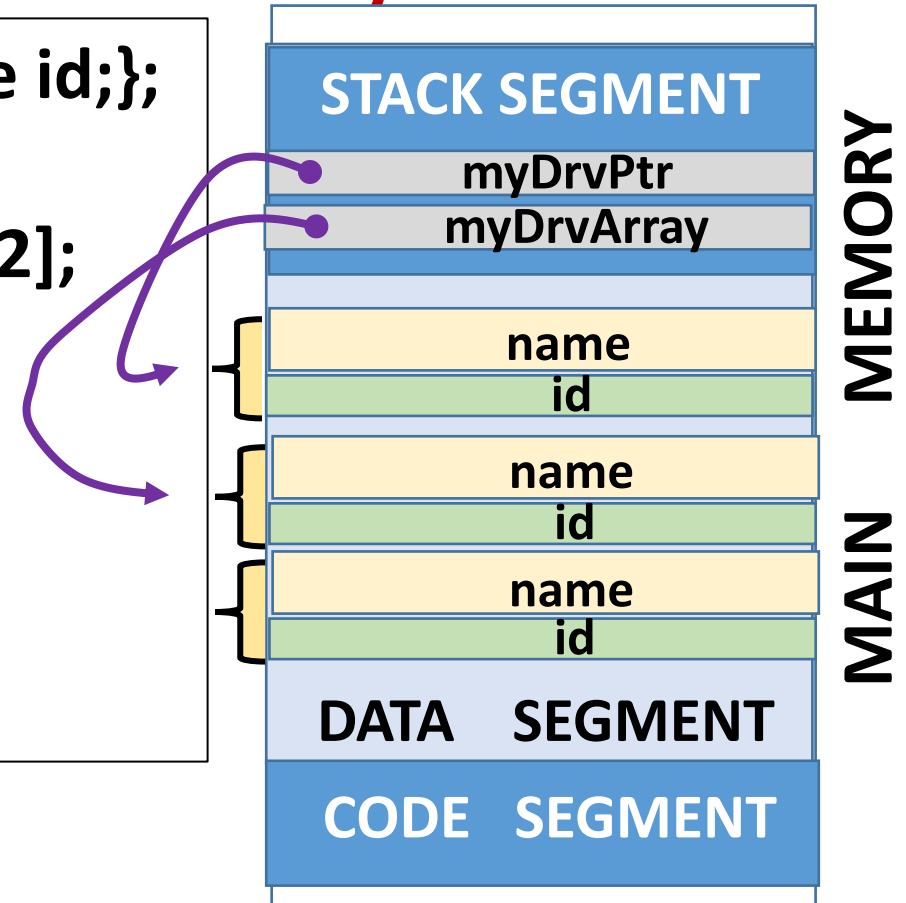 e id;};
2];
STACK SEGMENT
myDrvPtr
myDrvArray
name
id
name
id
name
id
DATA SEGMENT
CODE SEGMENT
MAIN MEMORY